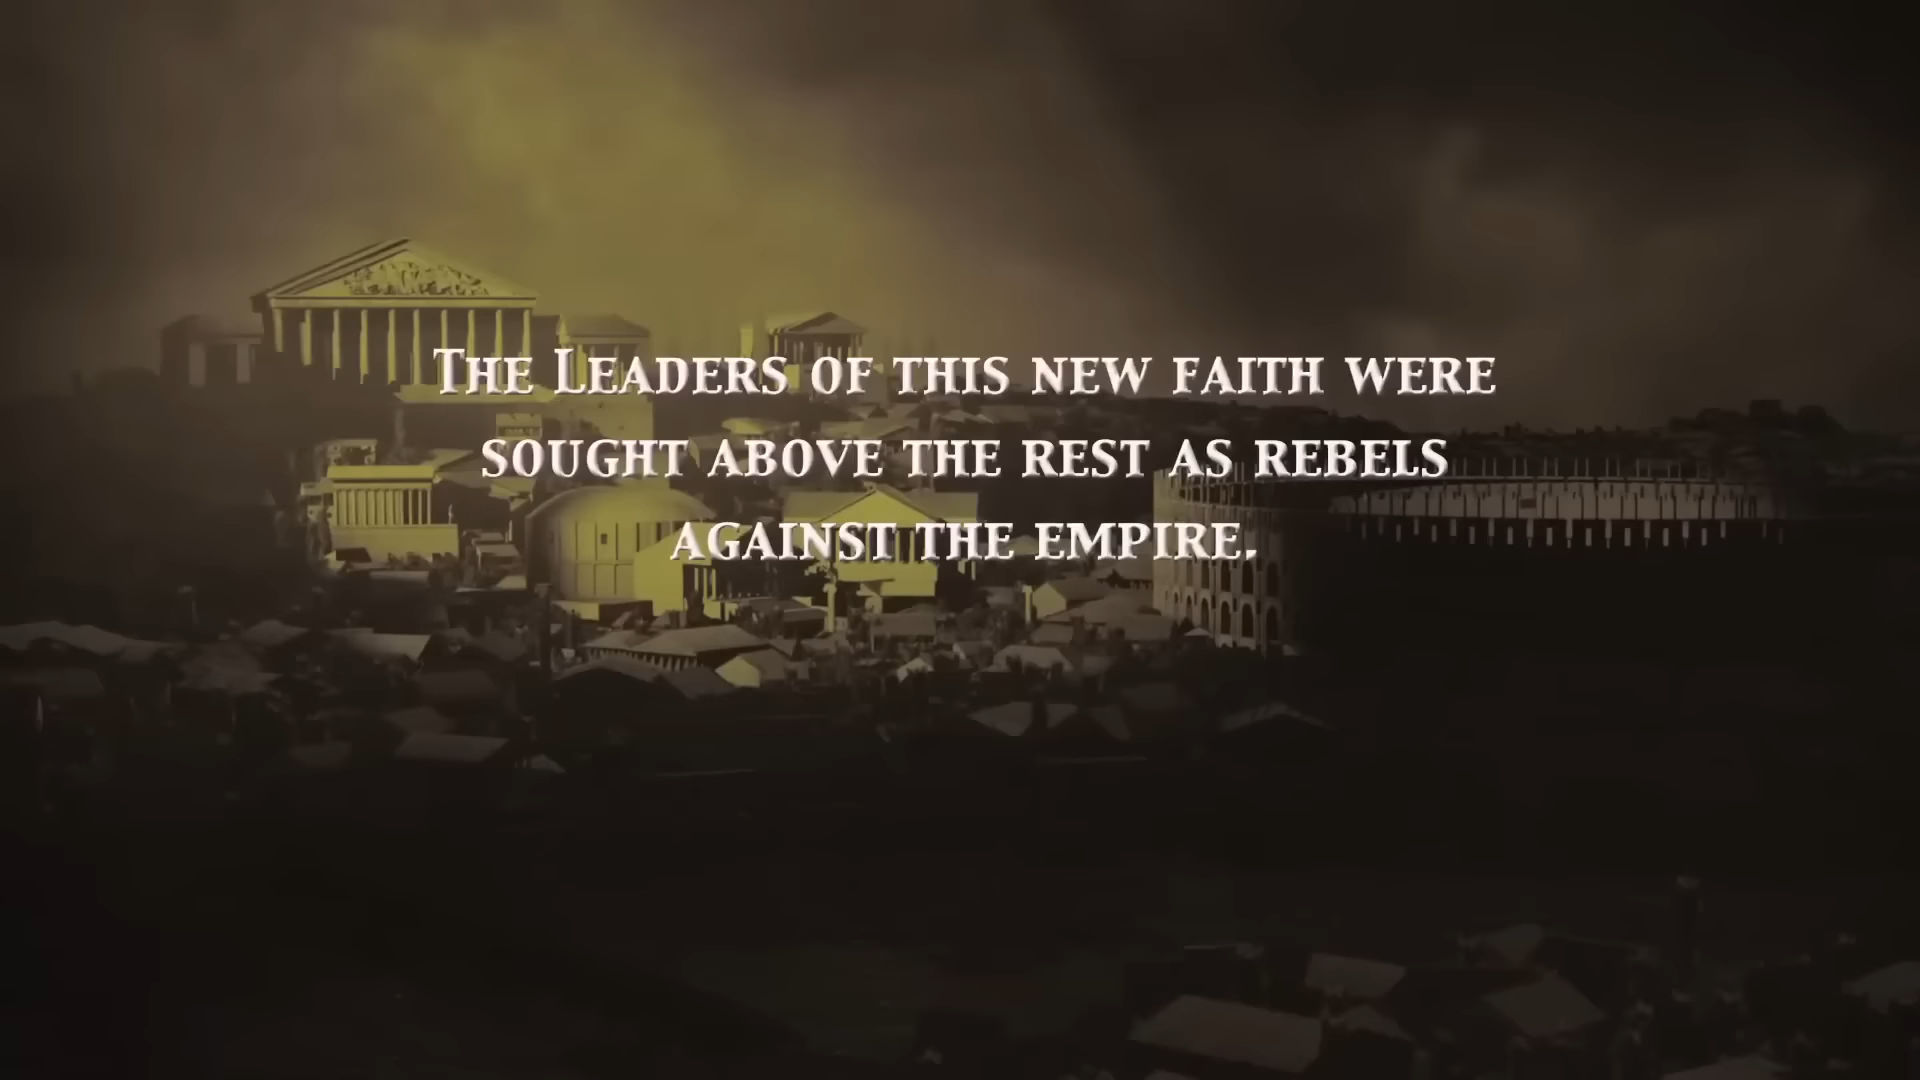 The Leaders of this new faith were
sought above the rest as rebels
against the empire.